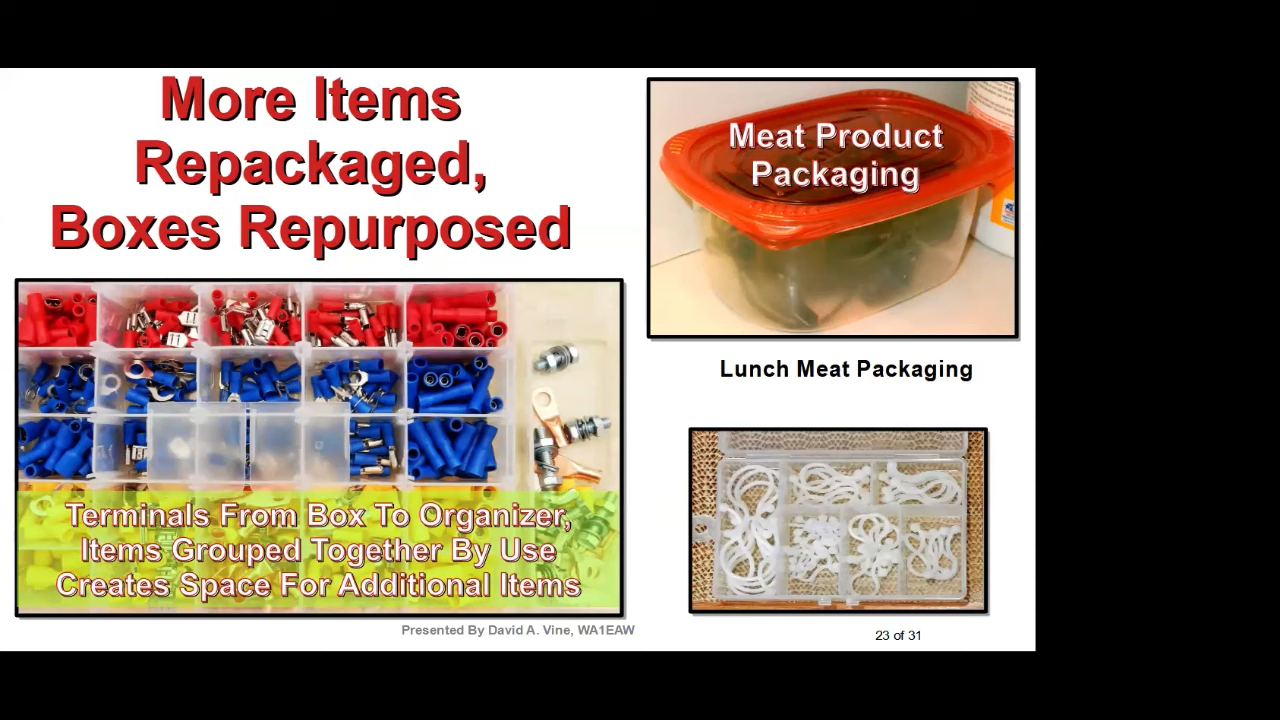 More Items
Repackaged,
Boxes Repurposed
Meat Product
Packaging
Lunch Meat Packaging
Terminals From Box To Organizer,
Items Grouped Together By Use
Creates Space For Additional Items
Presented By David A. Vine, WA1EAW
23 of 31